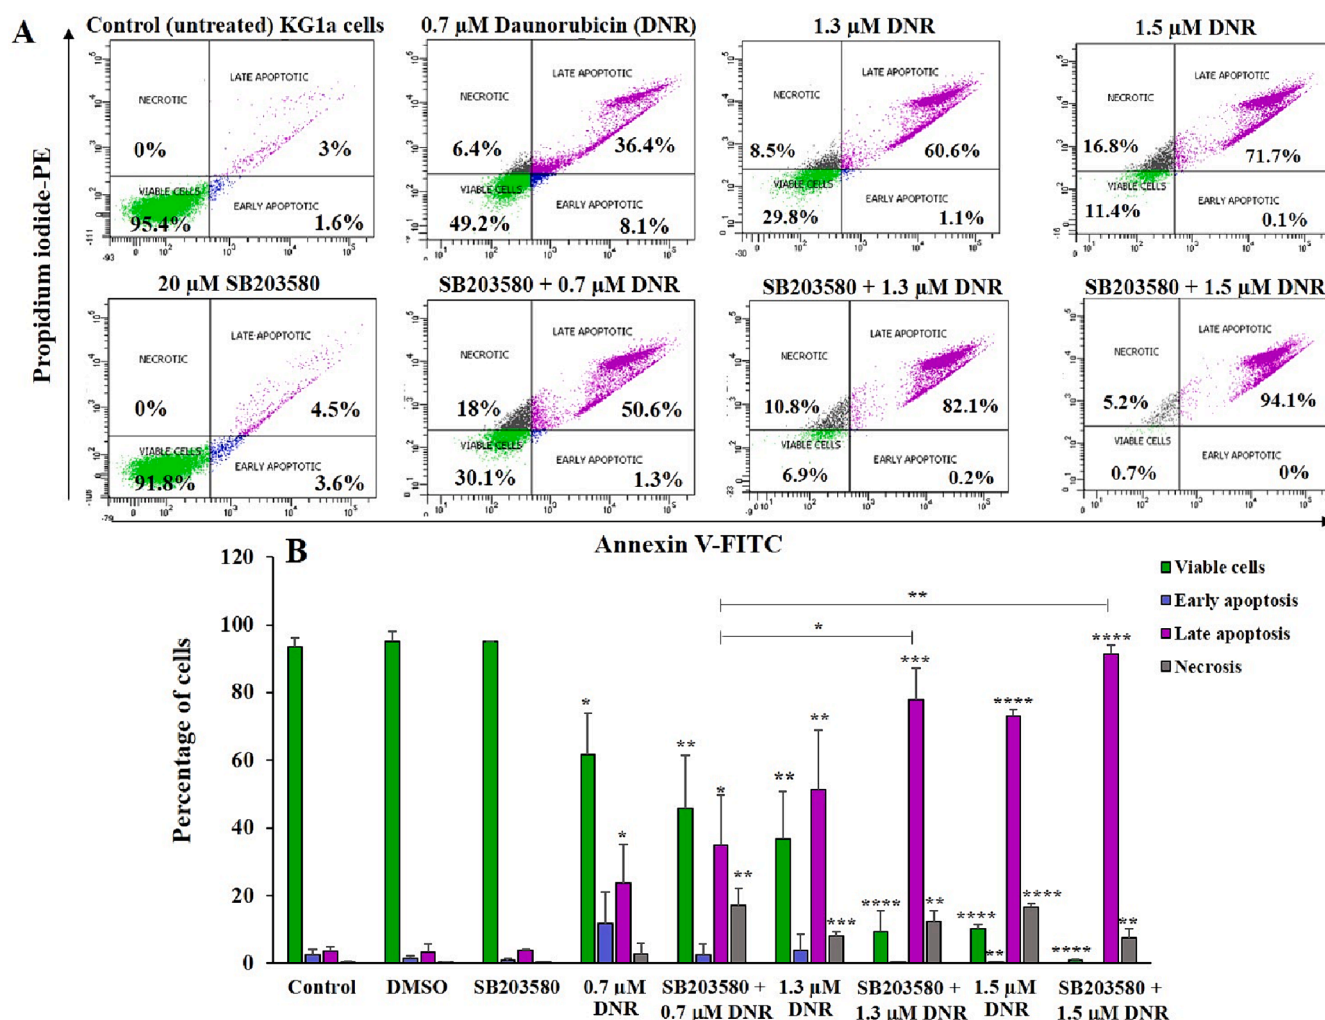 A
Control (untreated) KG1a cells
0.7 µM Daunorubicin (DNR)
1.3 µM DNR
1.5 µM DNR
Propidium iodide-PE
NECROTIC
LATE APOPTOTIC
0%
3%
VIABLE CELLS
EARLY APOPTOTIC
95.4%
1.6%
NECROTIC
LATE APOPTOTIC
6.4%
36.4%
VIABLE CELLS
EARLY APOPTOTIC
49.2%
8.1%
NECROTIC
LATE APOPTOTIC
8.5%
60.6%
VIABLE CELLS
EARLY APOPTOTIC
29.8%
1.1%
NECROTIC
LATE APOPTOTIC
16.8%
71.7%
VIABLE CELLS
EARLY APOPTOTIC
11.4%
0.1%
20 µM SB203580
SB203580 + 0.7 µM DNR
SB203580 + 1.3 µM DNR
SB203580 + 1.5 µM DNR
NECROTIC
LATE APOPTOTIC
0%
4.5%
VIABLE CELLS
EARLY APOPTOTIC
91.8%
3.6%
NECROTIC
LATE APOPTOTIC
18%
50.6%
VIABLE CELLS
EARLY APOPTOTIC
30.1%
1.3%
NECROTIC
LATE APOPTOTIC
10.8%
82.1%
VIABLE CELLS
EARLY APOPTOTIC
6.9%
0.2%
NECROTIC
LATE APOPTOTIC
5.2%
94.1%
VIABLE CELLS
EARLY APOPTOTIC
0.7%
0%
Annexin V-FITC
B
Percentage of cells
120
100
80
60
40
20
0
Viable cells
Early apoptosis
Late apoptosis
Necrosis
**
*
* *
** * **
** ** ***
**** *** **
**** ** **** ****
**** **** **
Control
DMSO
SB203580
0.7 µM
DNR
SB203580 +
0.7 µM DNR
1.3 µM
DNR
SB203580 +
1.3 µM DNR
1.5 µM
DNR
SB203580 +
1.5 µM DNR